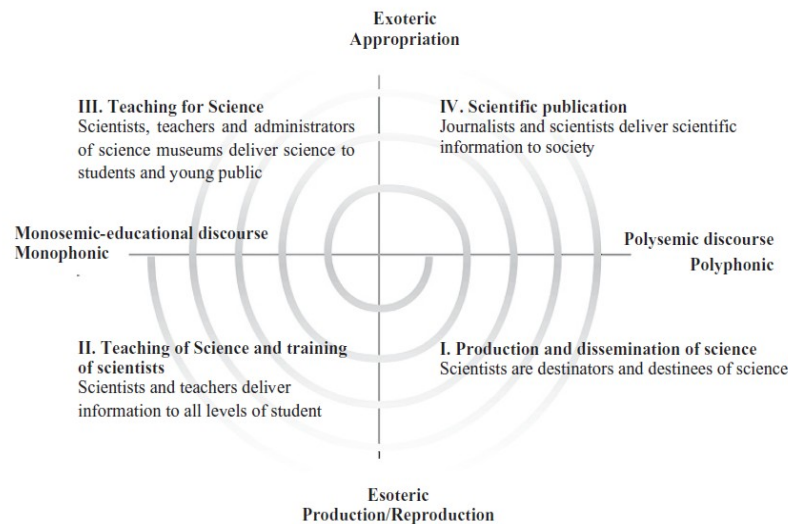 Exoteric
Appropriation
III. Teaching for Science
Scientists, teachers and administrators
of science museums deliver science to
students and young public
IV. Scientific publication
Journalists and scientists deliver scientific
information to society
Monosemic-educational discourse
Monophonic
Polysemic discourse
Polyphonic
II. Teaching of Science and training
of scientists
Scientists and teachers deliver
information to all levels of student
I. Production and dissemination of science
Scientists are destinators and destinees of science
Esoteric
Production/Reproduction